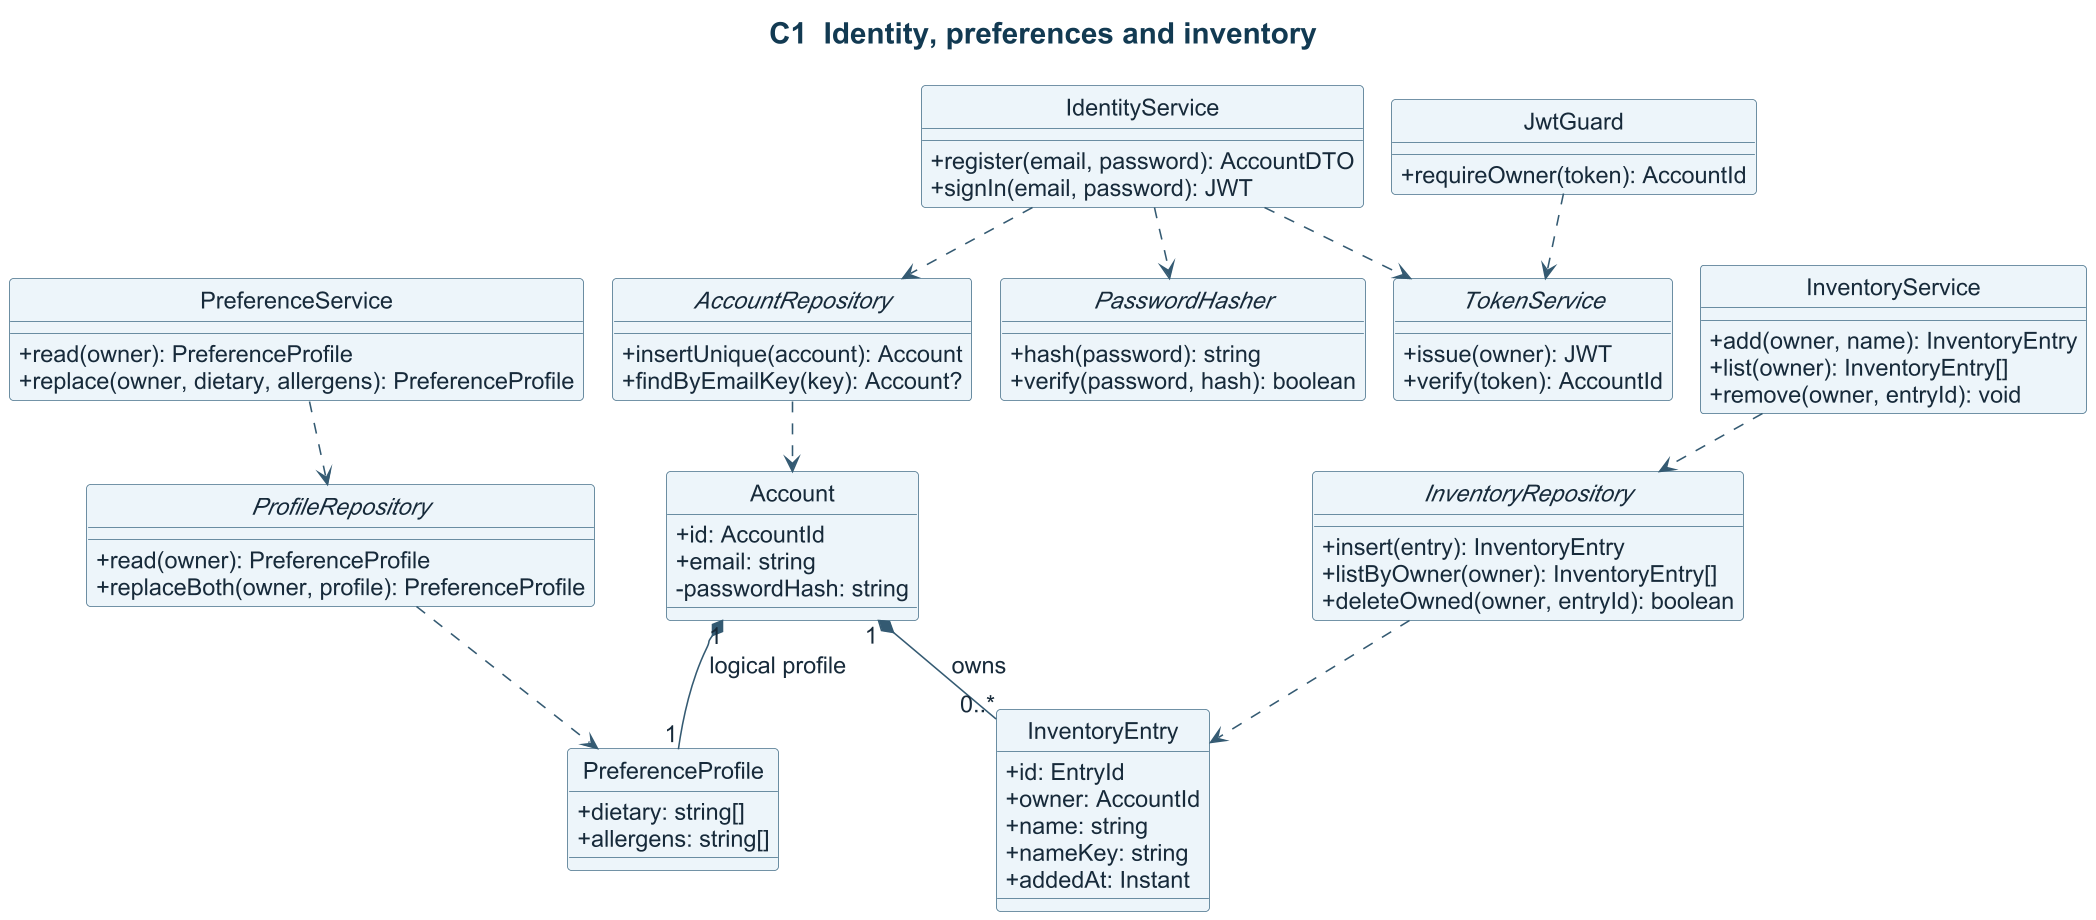 C1  Identity, preferences and inventory
IdentityService
+register(email, password): AccountDTO
+signIn(email, password): JWT
JwtGuard
+requireOwner(token): AccountId
PreferenceService
+read(owner): PreferenceProfile
+replace(owner, dietary, allergens): PreferenceProfile
AccountRepository
+insertUnique(account): Account
+findByEmailKey(key): Account?
PasswordHasher
+hash(password): string
+verify(password, hash): boolean
TokenService
+issue(owner): JWT
+verify(token): AccountId
InventoryService
+add(owner, name): InventoryEntry
+list(owner): InventoryEntry[]
+remove(owner, entryId): void
ProfileRepository
+read(owner): PreferenceProfile
+replaceBoth(owner, profile): PreferenceProfile
Account
+id: AccountId
+email: string
-passwordHash: string
InventoryRepository
+insert(entry): InventoryEntry
+listByOwner(owner): InventoryEntry[]
+deleteOwned(owner, entryId): boolean
1
logical profile
1
1
owns
0..*
PreferenceProfile
+dietary: string[]
+allergens: string[]
InventoryEntry
+id: EntryId
+owner: AccountId
+name: string
+nameKey: string
+addedAt: Instant